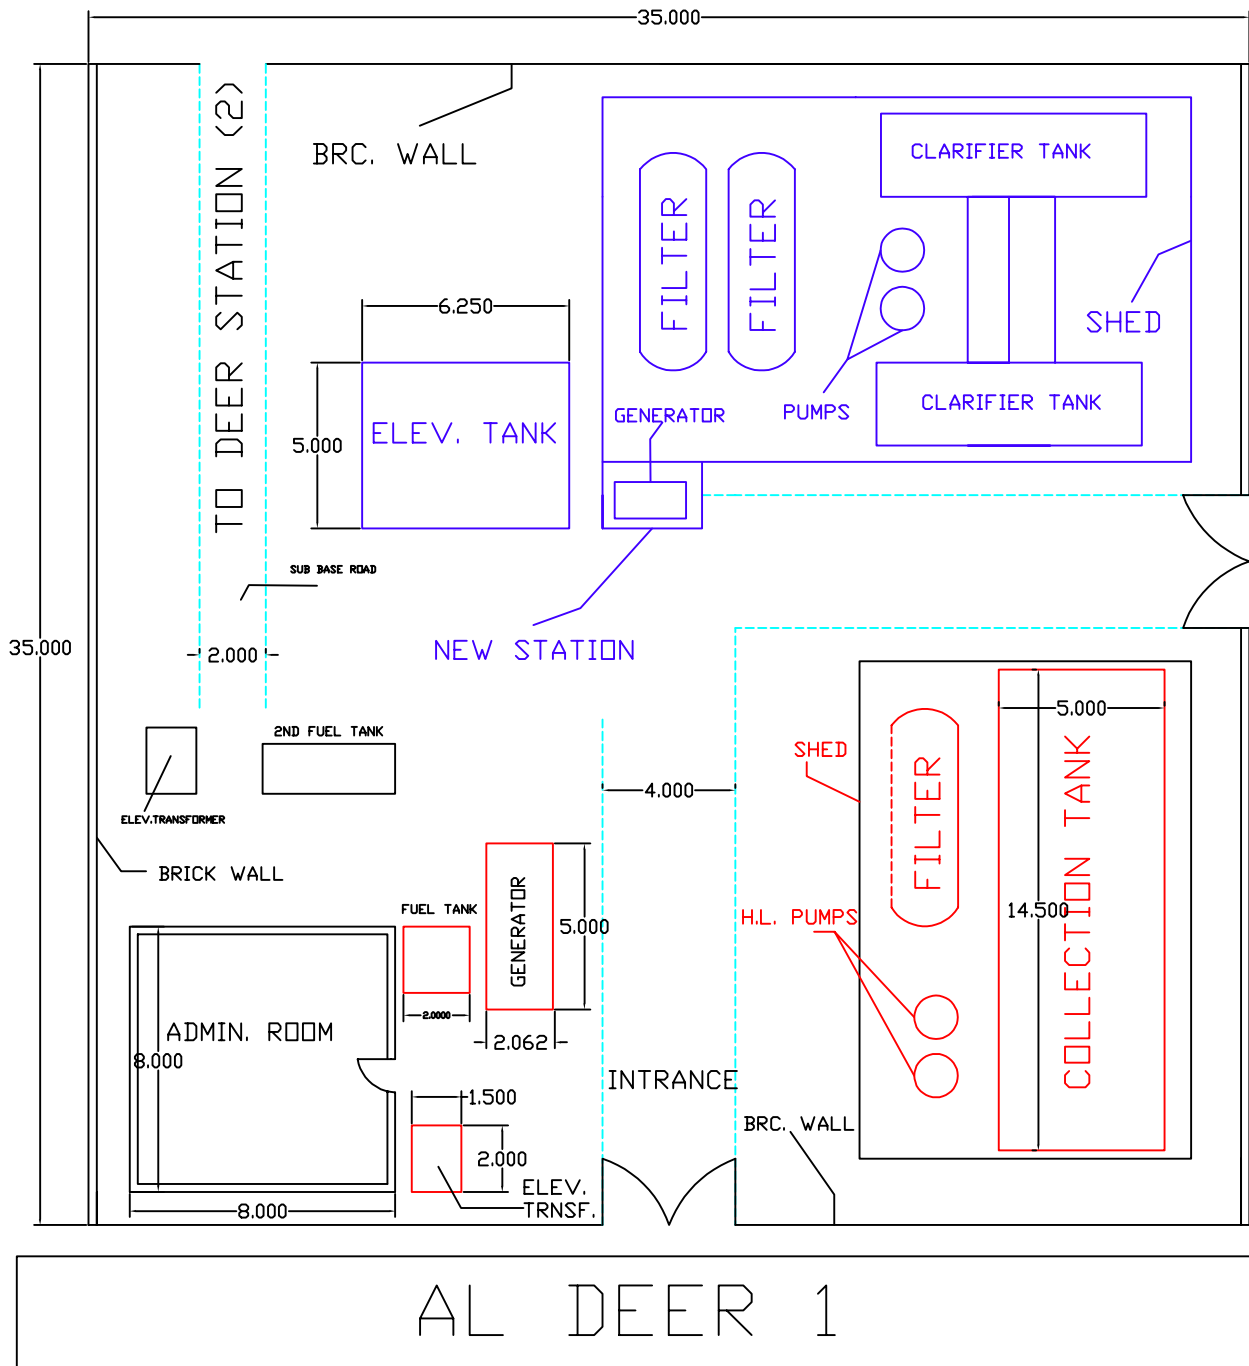 35.000
TO DEER STATION (2)
BRC. WALL
CLARIFIER TANK
FILTER
FILTER
SHED
6.250
PUMPS
CLARIFIER TANK
GENERATOR
5.000
ELEV. TANK
SUB BASE ROAD
35.000
2.000
NEW STATION
2ND FUEL TANK
5.000
SHED
4.000
ELEV.TRANSFORMER
FILTER
COLLECTION TANK
BRICK WALL
FUEL TANK
GENERATOR
5.000
H.L. PUMPS
14.500
2.0000
ADMIN. ROOM
8.000
2.062
INTRANCE
1.500
BRC. WALL
2.000
ELEV.
TRNSF.
8.000
AL DEER 1